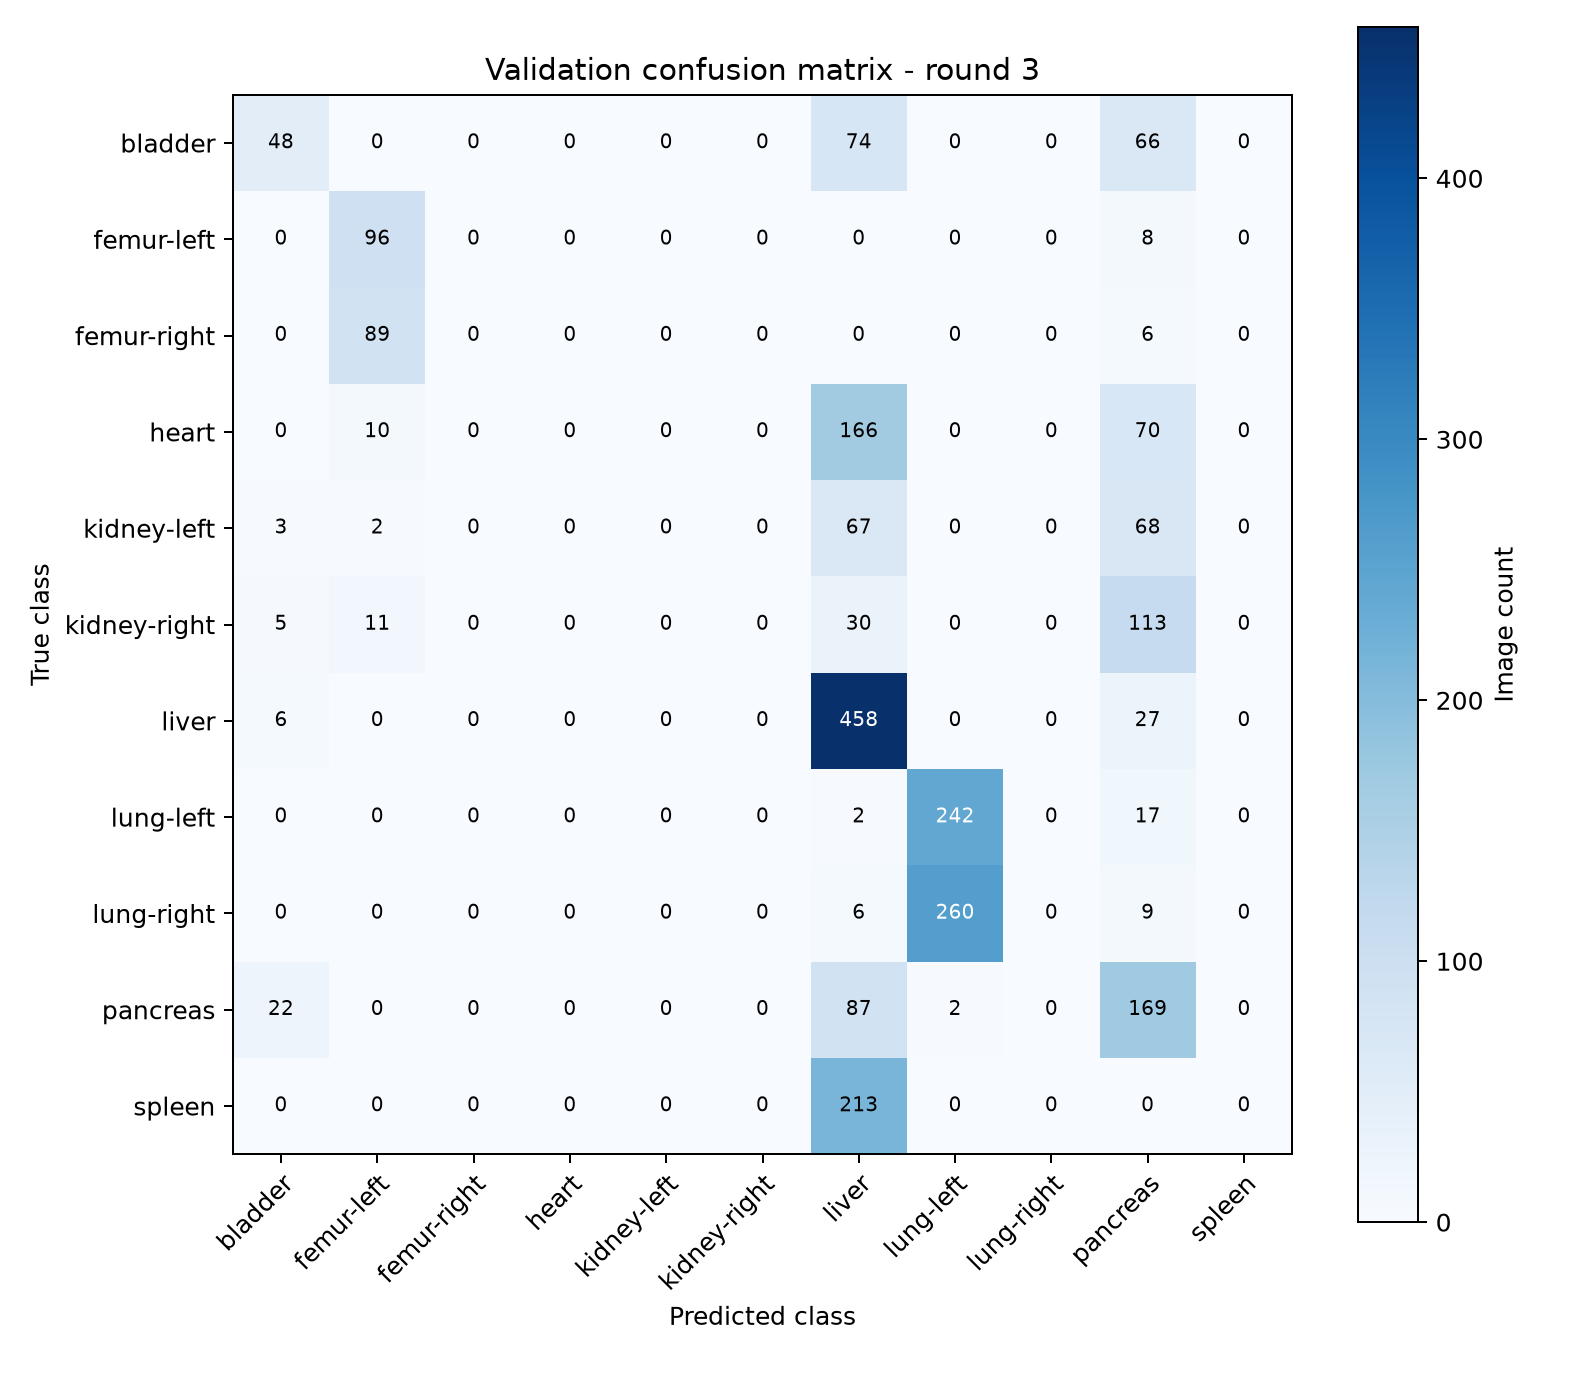 Validation confusion matrix - round 3
True class
bladder 48 0 0 0 0 0 74 0 0 66 0
femur-left 0 96 0 0 0 0 0 0 0 8 0
femur-right 0 89 0 0 0 0 0 0 0 6 0
heart 0 10 0 0 0 0 166 0 0 70 0
kidney-left 3 2 0 0 0 0 67 0 0 68 0
kidney-right 5 11 0 0 0 0 30 0 0 113 0
liver 6 0 0 0 0 0 458 0 0 27 0
lung-left 0 0 0 0 0 0 2 242 0 17 0
lung-right 0 0 0 0 0 0 6 260 0 9 0
pancreas 22 0 0 0 0 0 87 2 0 169 0
spleen 0 0 0 0 0 0 213 0 0 0 0
bladder femur-left femur-right heart kidney-left kidney-right liver lung-left lung-right pancreas spleen
Predicted class
400
300
200
100
0
Image count